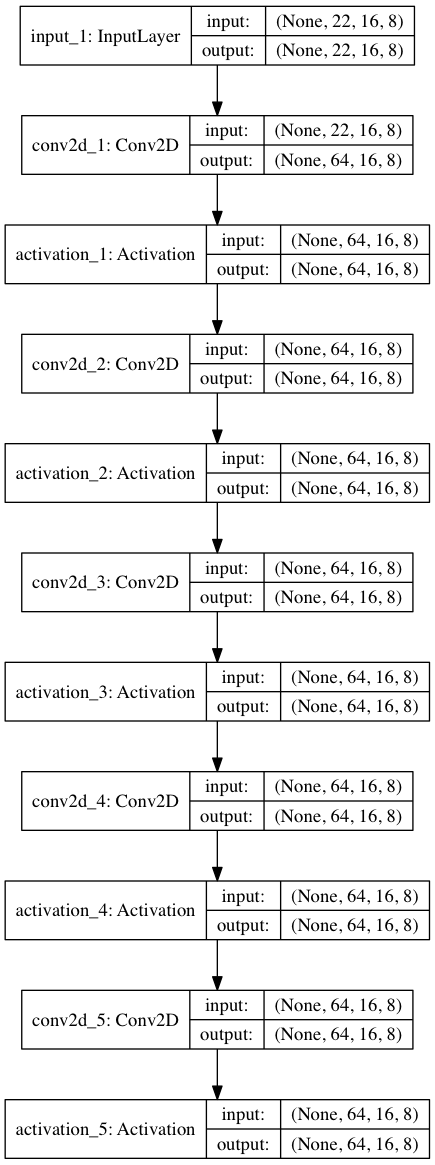 input_1: InputLayer
input: (None, 22, 16, 8)
output: (None, 22, 16, 8)
conv2d_1: Conv2D
input: (None, 22, 16, 8)
output: (None, 64, 16, 8)
activation_1: Activation
input: (None, 64, 16, 8)
output: (None, 64, 16, 8)
conv2d_2: Conv2D
input: (None, 64, 16, 8)
output: (None, 64, 16, 8)
activation_2: Activation
input: (None, 64, 16, 8)
output: (None, 64, 16, 8)
conv2d_3: Conv2D
input: (None, 64, 16, 8)
output: (None, 64, 16, 8)
activation_3: Activation
input: (None, 64, 16, 8)
output: (None, 64, 16, 8)
conv2d_4: Conv2D
input: (None, 64, 16, 8)
output: (None, 64, 16, 8)
activation_4: Activation
input: (None, 64, 16, 8)
output: (None, 64, 16, 8)
conv2d_5: Conv2D
input: (None, 64, 16, 8)
output: (None, 64, 16, 8)
activation_5: Activation
input: (None, 64, 16, 8)
output: (None, 64, 16, 8)